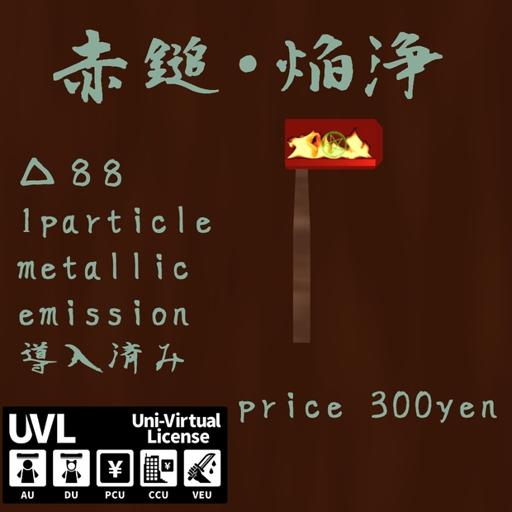 赤鎚・焔浄
△88
1particle
metallic
emission
導入済み
price 300yen
UVL Uni-Virtual License
AU DU PCU CCU VEU